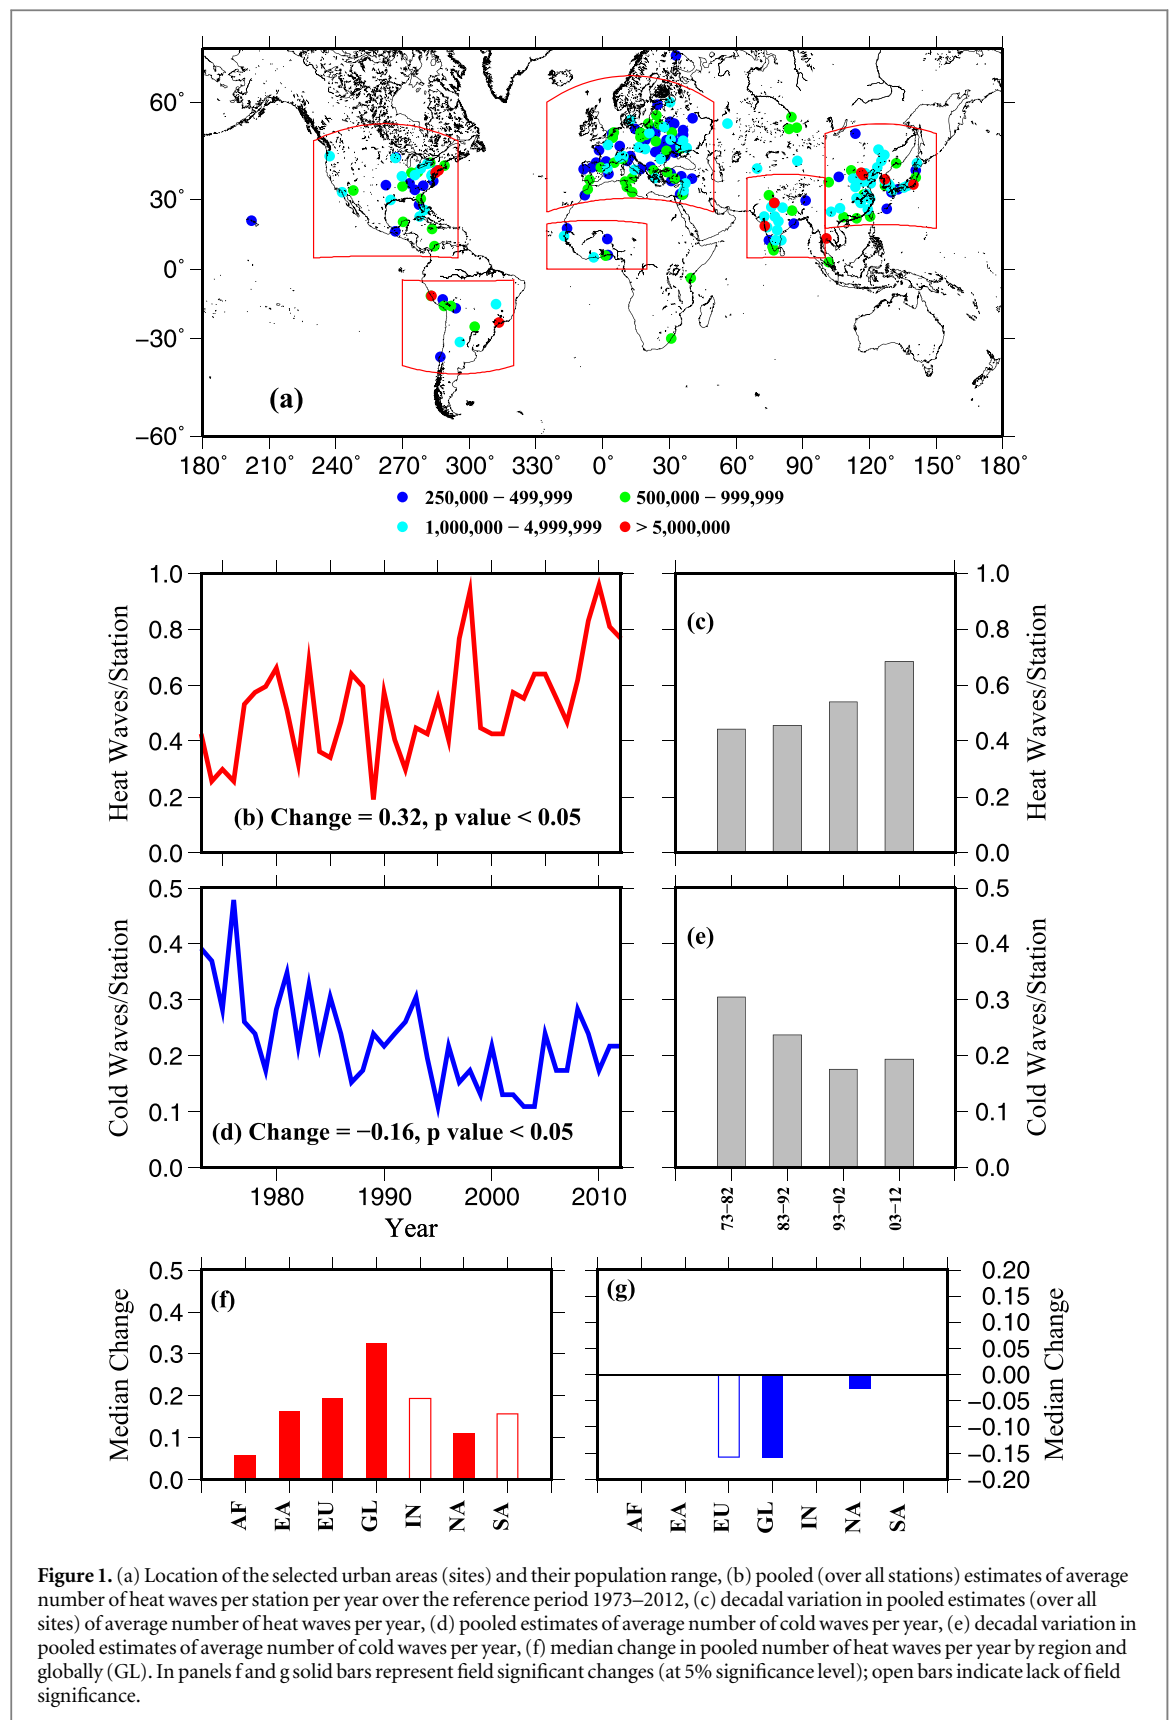 60°
30°
0°
−30°
−60°
(a)
180° 210° 240° 270° 300° 330° 0° 30° 60° 90° 120° 150° 180°
250,000 − 499,999
500,000 − 999,999
1,000,000 − 4,999,999
> 5,000,000
Heat Waves/Station
1.0
0.8
0.6
0.4
0.2
0.0
(b) Change = 0.32, p value < 0.05
(c)
1.0
0.8
0.6
0.4
0.2
0.0
Heat Waves/Station
Cold Waves/Station
0.5
0.4
0.3
0.2
0.1
0.0
(d) Change = −0.16, p value < 0.05
1980 1990 2000 2010
Year
(e)
0.5
0.4
0.3
0.2
0.1
0.0
Cold Waves/Station
73−82
83−92
93−02
03−12
Median Change
0.5
0.4
0.3
0.2
0.1
0.0
(f)
AF
EA
EU
GL
IN
NA
SA
(g)
0.20
0.15
0.10
0.05
0.00
−0.05
−0.10
−0.15
−0.20
Median Change
AF
EA
EU
GL
IN
NA
SA
Figure 1. (a) Location of the selected urban areas (sites) and their population range, (b) pooled (over all stations) estimates of average
number of heat waves per station per year over the reference period 1973–2012, (c) decadal variation in pooled estimates (over all
sites) of average number of heat waves per year, (d) pooled estimates of average number of cold waves per year, (e) decadal variation in
pooled estimates of average number of cold waves per year, (f) median change in pooled number of heat waves per year by region and
globally (GL). In panels f and g solid bars represent field significant changes (at 5% significance level); open bars indicate lack of field
significance.